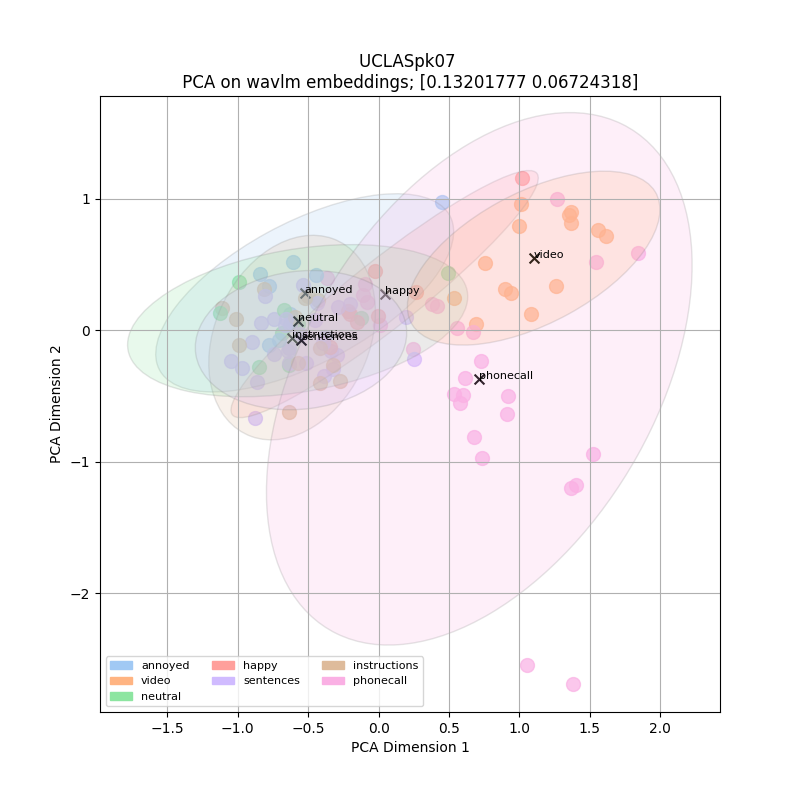 UCLASpk07
PCA on wavlm embeddings; [0.13201777 0.06724318]
PCA Dimension 2
1
0
−1
−2
annoyed
happy
video
neutral
instructions
sentences
phonecall
annoyed
happy
instructions
video
sentences
phonecall
neutral
−1.5
−1.0
−0.5
0.0
0.5
1.0
1.5
2.0
PCA Dimension 1